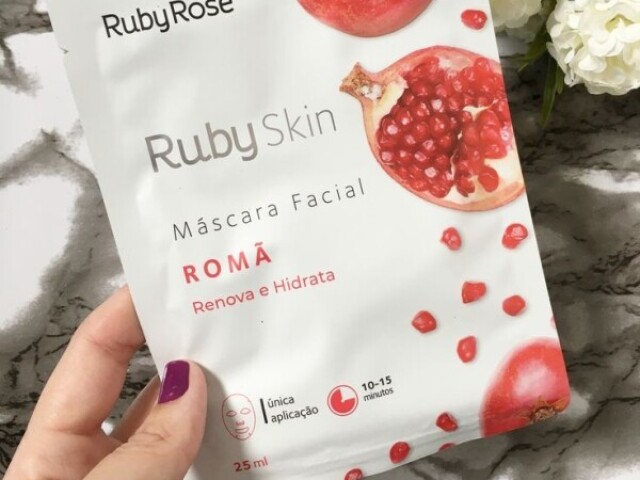 RubyRose
Ruby Skin
Máscara Facial
ROMÃ
Renova e Hidrata
única
aplicação
10-15
minutos
25 ml